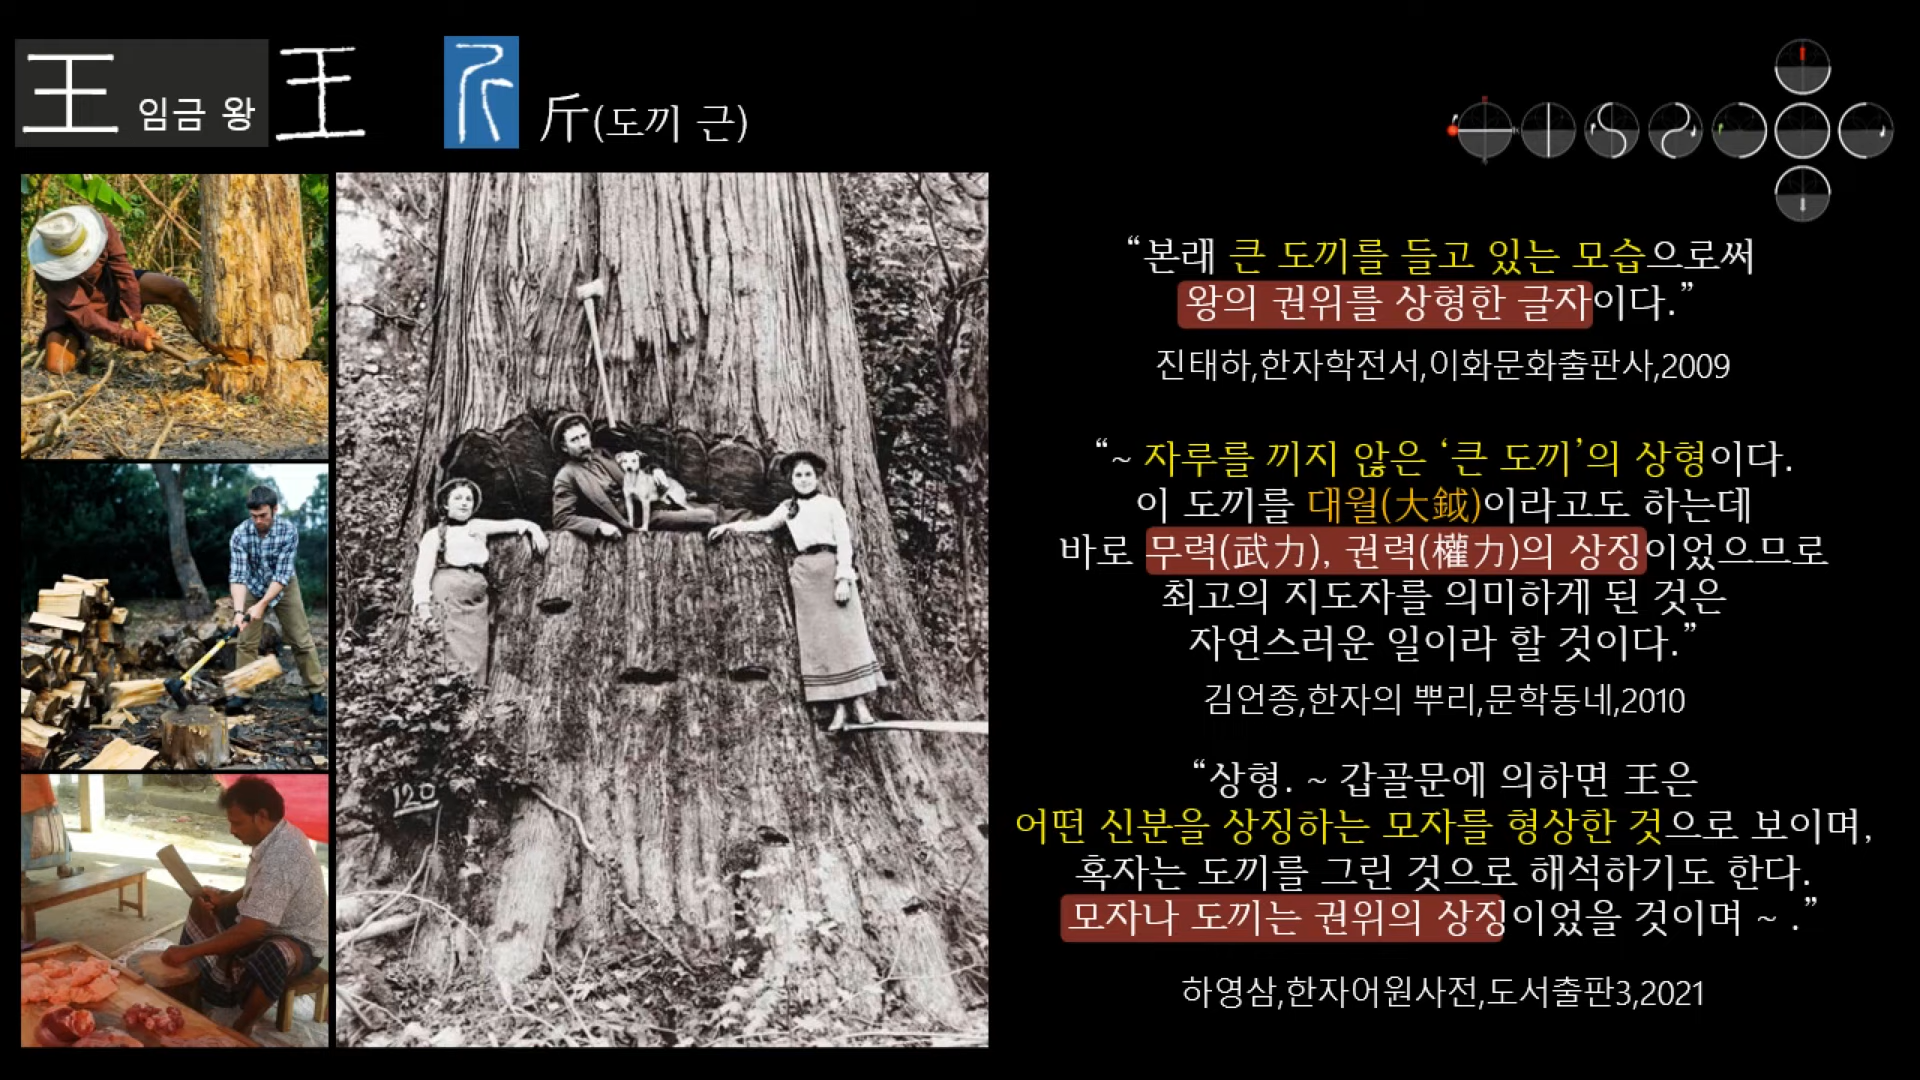 王 임금 왕 王
斤(도끼 근)
“본래 큰 도끼를 들고 있는 모습으로써
왕의 권위를 상형한 글자이다.”
진태하,한자학전서,이화문화출판사,2009
“~ 자루를 끼지 않은 ‘큰 도끼’의 상형이다.
이 도끼를 대월(大鉞)이라고도 하는데
바로 무력(武力), 권력(權力)의 상징이었으므로
최고의 지도자를 의미하게 된 것은
자연스러운 일이라 할 것이다.”
김언종,한자의 뿌리,문학동네,2010
“상형. ~ 갑골문에 의하면 王은
어떤 신분을 상징하는 모자를 형상한 것으로 보이며,
혹자는 도끼를 그린 것으로 해석하기도 한다.
모자나 도끼는 권위의 상징이었을 것이며 ~ .”
하영삼,한자어원사전,도서출판3,2021
120